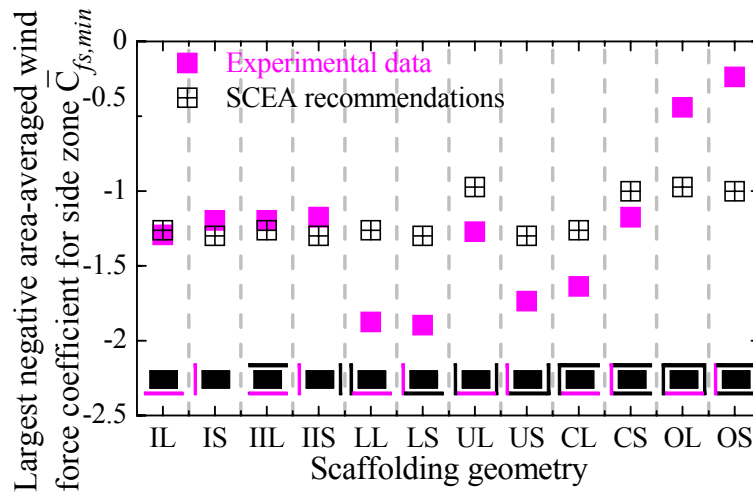 Largest negative area-averaged wind
force coefficient for side zone C̅fs,min
0
-0.5
-1
-1.5
-2
-2.5
Experimental data
SCEA recommendations
IL IS IIL IIS LL LS UL US CL CS OL OS
Scaffolding geometry